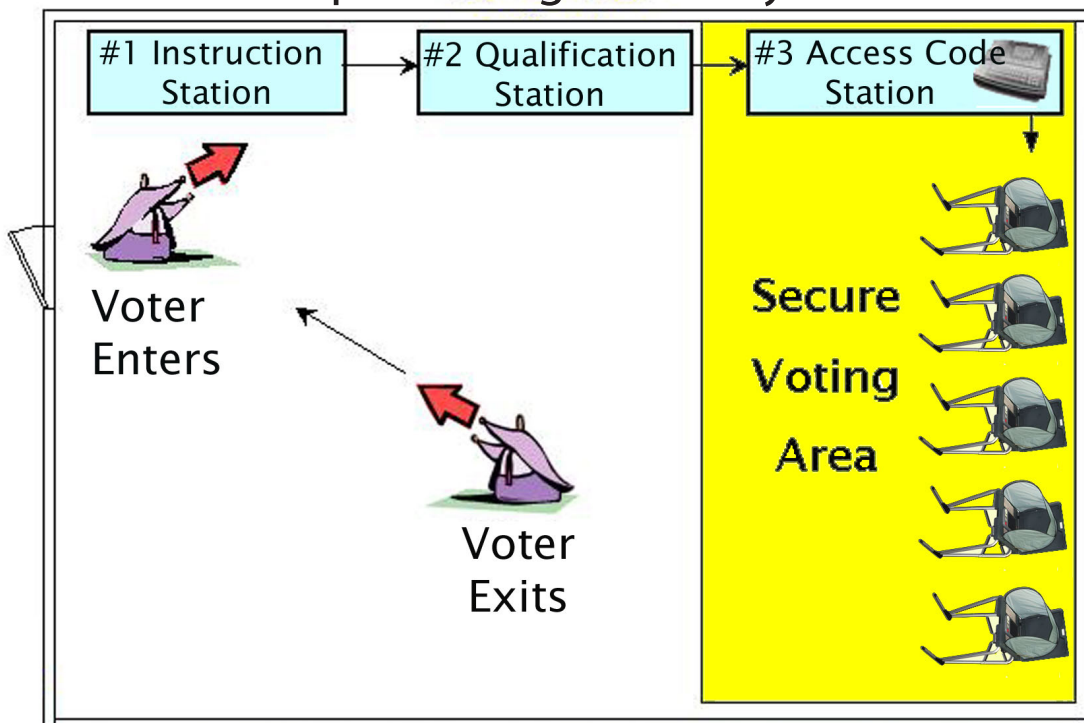 #1 Instruction
Station
#2 Qualification
Station
#3 Access Code
Station
Voter
Enters
Secure
Voting
Area
Voter
Exits